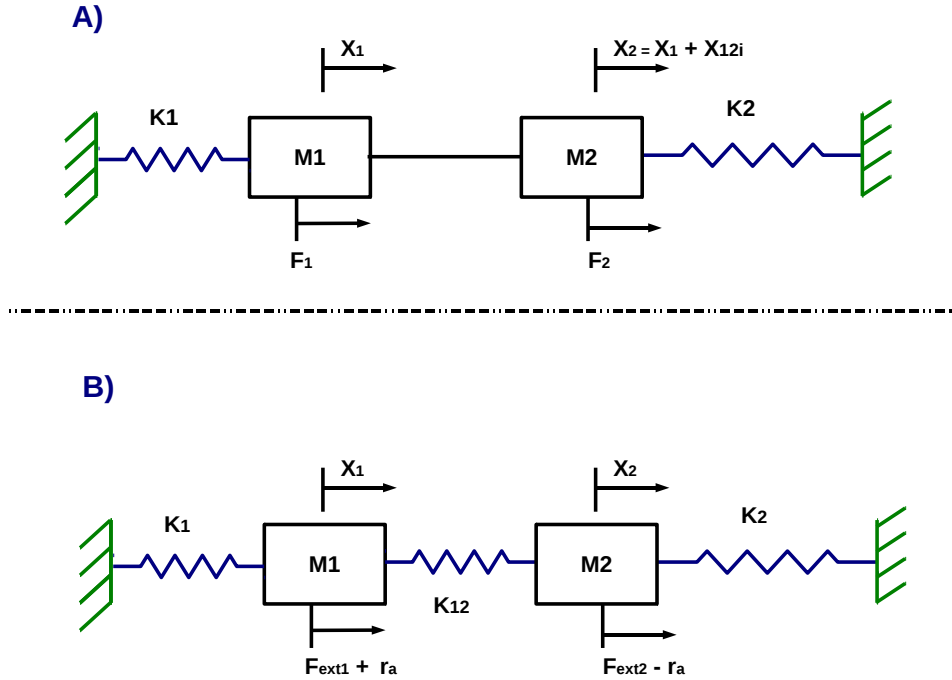 A)
X1
X2 = X1 + X12i
K1
K2
M1
M2
F1
F2
B)
X1
X2
K1
K2
M1
M2
K12
Fext1 + ra
Fext2 - ra